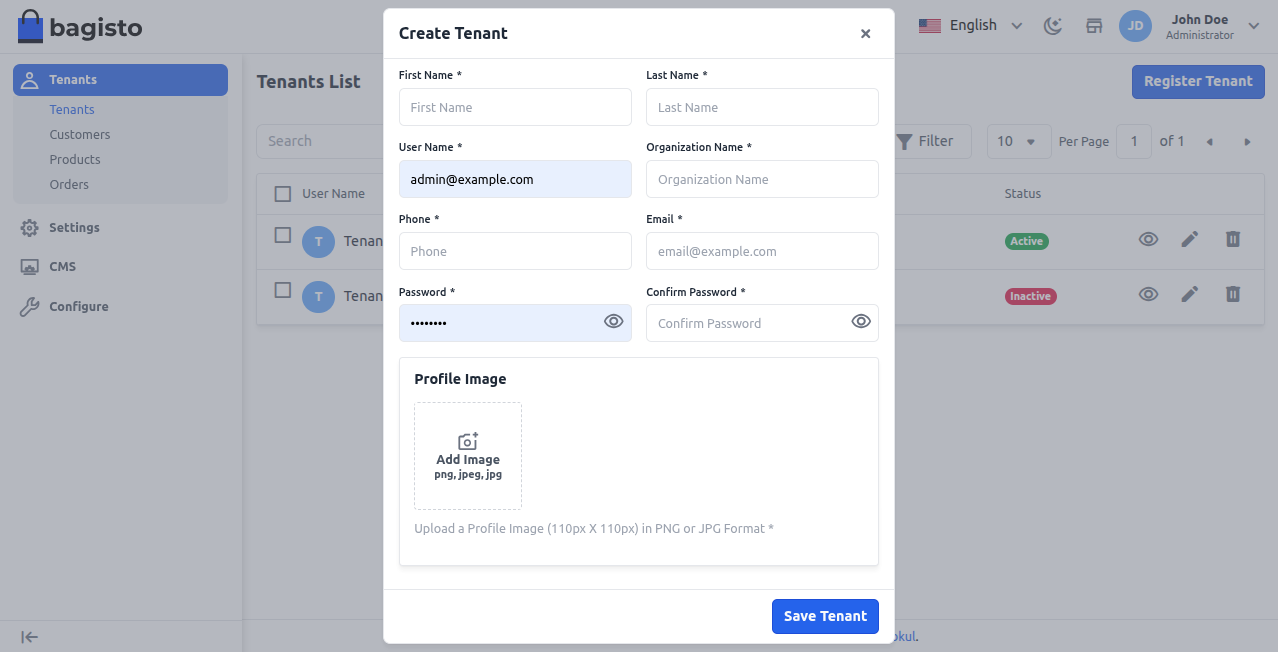 bagisto
English
JD
John Doe
Administrator
Tenants
Tenants
Customers
Products
Orders
Settings
CMS
Configure
Tenants List
Register Tenant
Search
Filter
10
Per Page
1
of 1
User Name
Status
T
Active
T
Inactive
Create Tenant
First Name *
Last Name *
First Name
Last Name
User Name *
Organization Name *
admin@example.com
Organization Name
Phone *
Email *
Phone
email@example.com
Password *
Confirm Password *
••••••••
Confirm Password
Profile Image
Add Image
png, jpeg, jpg
Upload a Profile Image (110px X 110px) in PNG or JPG Format *
Save Tenant